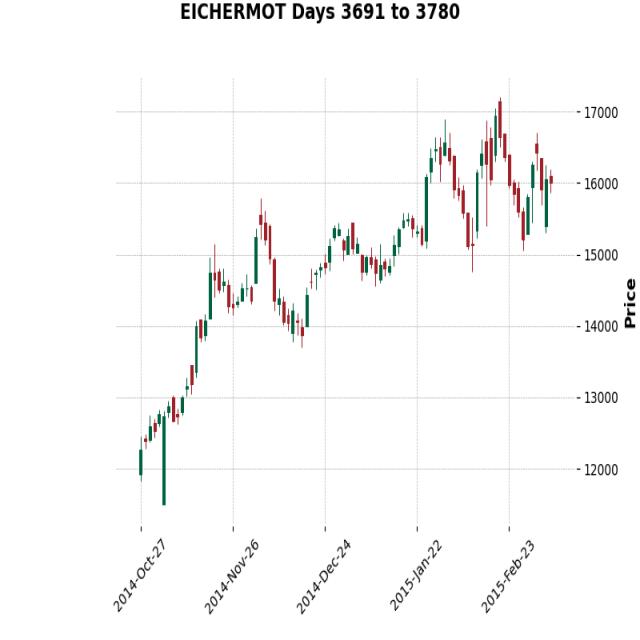 EICHERMOT Days 3691 to 3780
17000
16000
15000
14000
13000
12000
Price
2014-Oct-27
2014-Nov-26
2014-Dec-24
2015-Jan-22
2015-Feb-23